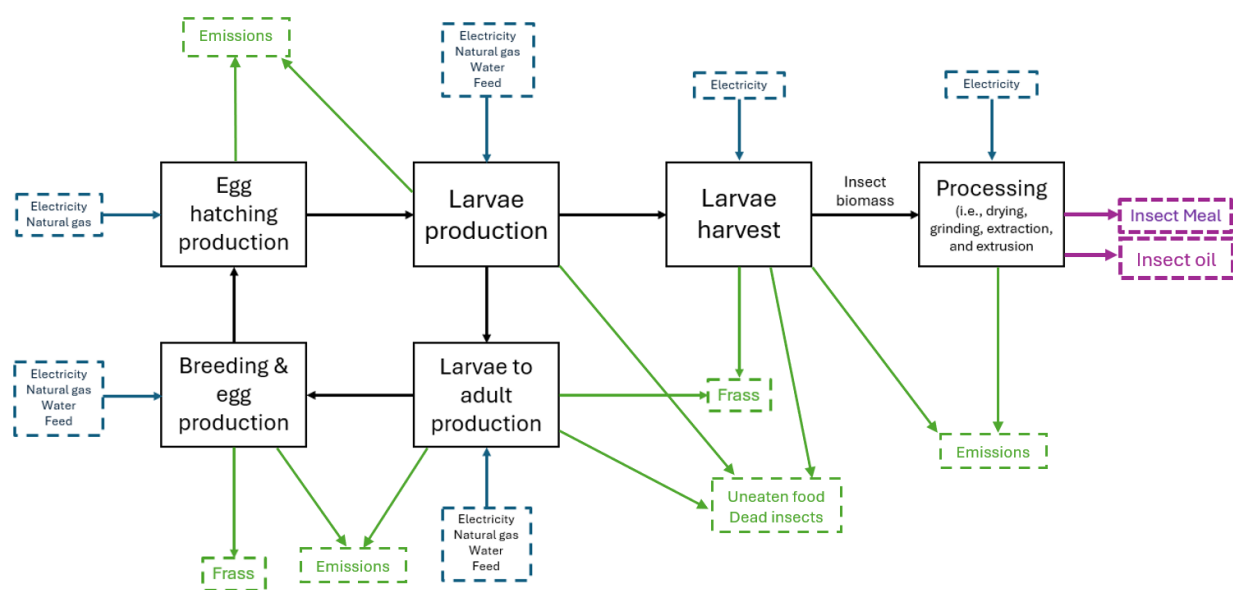 Emissions
Electricity
Natural gas
Water
Feed
Electricity
Electricity
Electricity
Natural gas
Egg
hatching
production
Larvae
production
Larvae
harvest
Insect
biomass
Processing
(i.e., drying,
grinding, extraction,
and extrusion
Insect Meal
Insect oil
Electricity
Natural gas
Water
Feed
Breeding &
egg
production
Larvae to
adult
production
Frass
Emissions
Uneaten food
Dead insects
Electricity
Natural gas
Water
Feed
Frass
Emissions